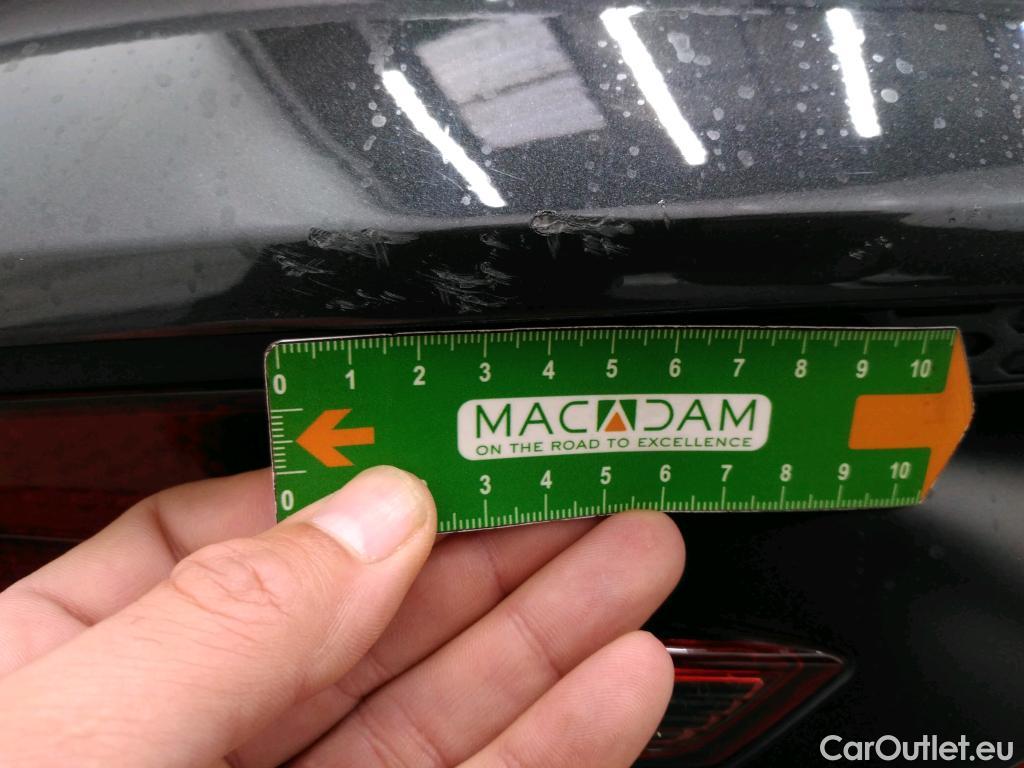 0 1 2 3 4 5 6 7 8 9 10
MACADAM
ON THE ROAD TO EXCELLENCE
0 3 4 5 6 7 8 9 10
CarOutlet.eu